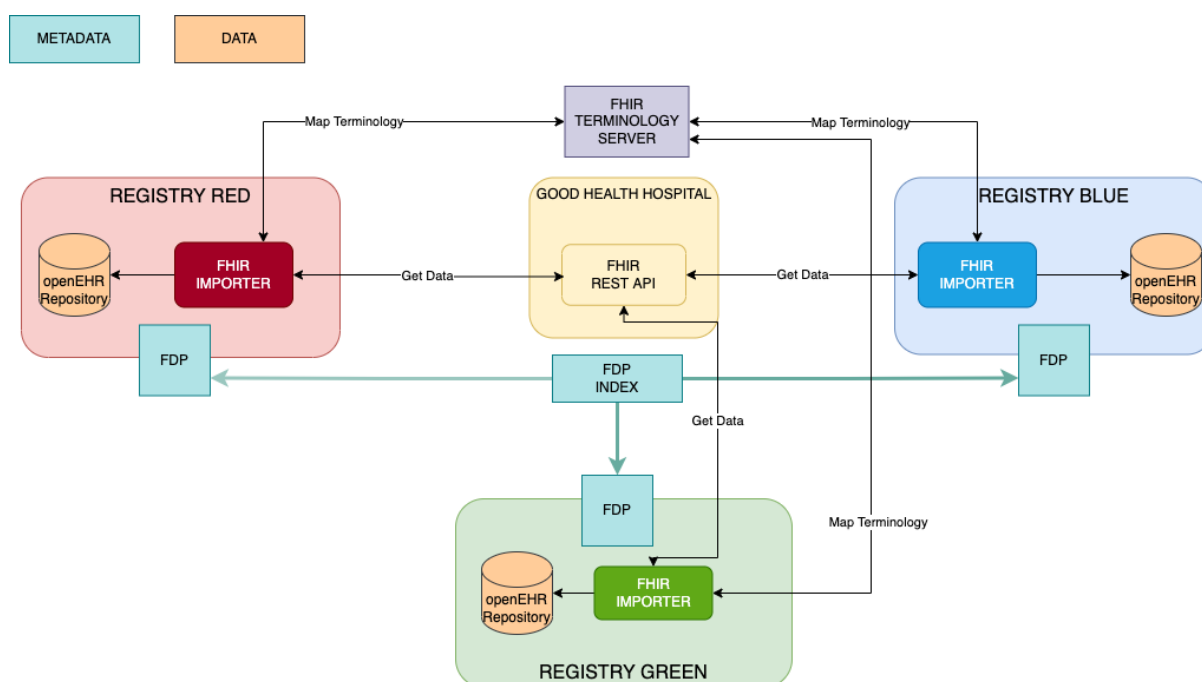 METADATA
DATA
FHIR
TERMINOLOGY
SERVER
Map Terminology
Map Terminology
REGISTRY RED
GOOD HEALTH HOSPITAL
REGISTRY BLUE
openEHR
Repository
FHIR
IMPORTER
Get Data
FHIR
REST API
Get Data
FHIR
IMPORTER
openEHR
Repository
FDP
FDP
INDEX
FDP
Get Data
FDP
Map Terminology
openEHR
Repository
FHIR
IMPORTER
REGISTRY GREEN